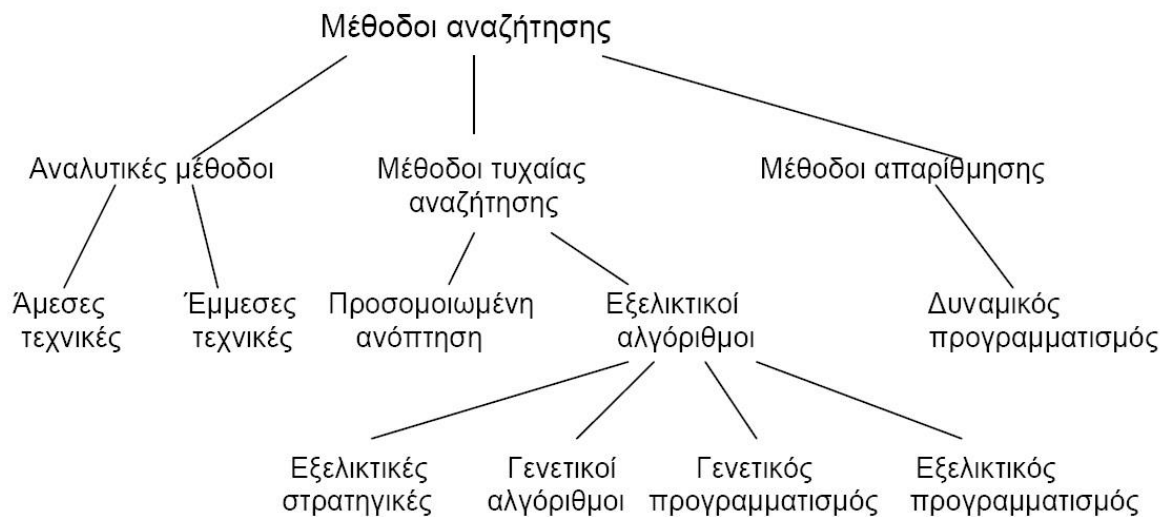 Μέθοδοι αναζήτησης
Αναλυτικές μέθοδοι
Μέθοδοι τυχαίας
αναζήτησης
Μέθοδοι απαρίθμησης
Άμεσες
τεχνικές
Έμμεσες
τεχνικές
Προσομοιωμένη
ανόπτηση
Εξελικτικοί
αλγόριθμοι
Δυναμικός
προγραμματισμός
Εξελικτικές
στρατηγικές
Γενετικοί
αλγόριθμοι
Γενετικός
προγραμματισμός
Εξελικτικός
προγραμματισμός